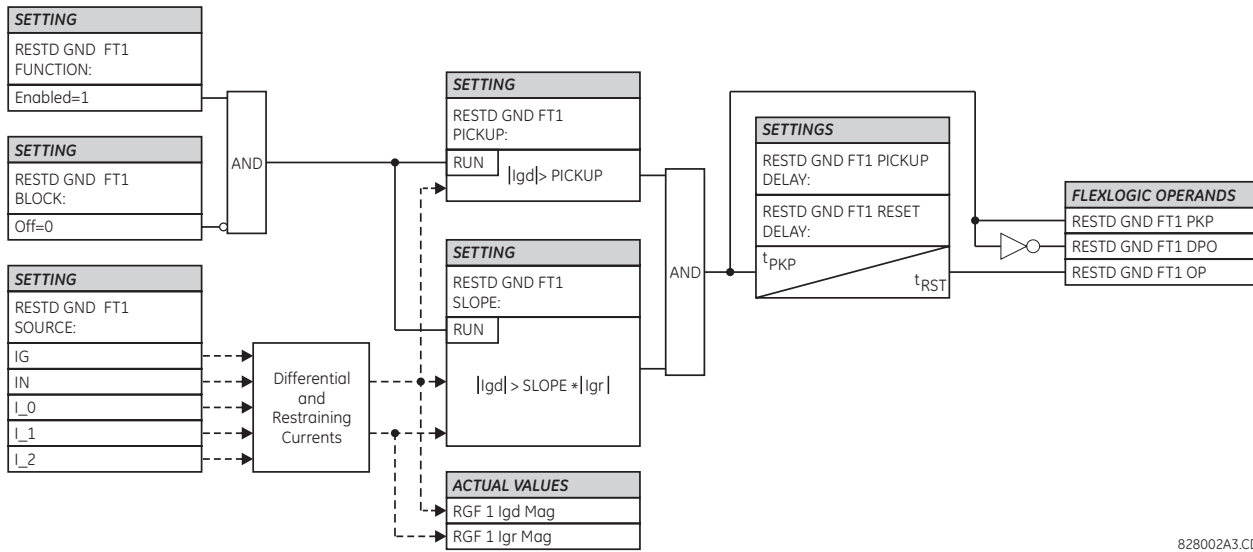 SETTING
RESTD GND FT1
FUNCTION:
Enabled=1
SETTING
RESTD GND FT1
BLOCK:
Off=0
SETTING
RESTD GND FT1
SOURCE:
IG
IN
I_0
I_1
I_2
AND
Differential
and
Restraining
Currents
SETTING
RESTD GND FT1
PICKUP:
RUN
|Igd|> PICKUP
SETTING
RESTD GND FT1
SLOPE:
RUN
|Igd| > SLOPE *|Igr|
ACTUAL VALUES
RGF 1 Igd Mag
RGF 1 Igr Mag
AND
SETTINGS
RESTD GND FT1 PICKUP
DELAY:
RESTD GND FT1 RESET
DELAY:
tPKP
tRST
FLEXLOGIC OPERANDS
RESTD GND FT1 PKP
RESTD GND FT1 DPO
RESTD GND FT1 OP
828002A3.CD